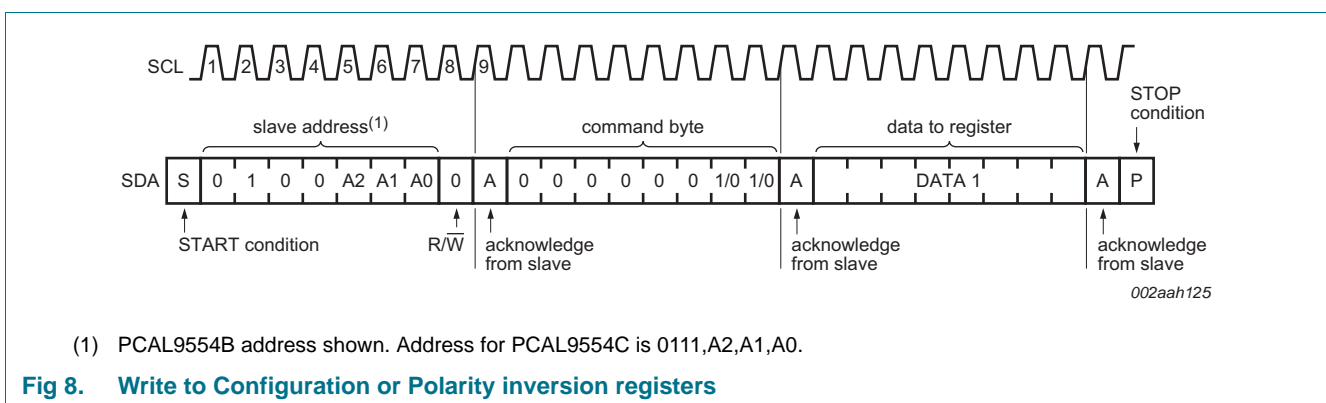 SCL 1 2 3 4 5 6 7 8 9
STOP
condition
slave address(1) command byte data to register
SDA S 0 1 0 0 A2 A1 A0 0 A 0 0 0 0 0 0 1/0 1/0 A DATA 1 A P
START condition R/W̅ acknowledge acknowledge acknowledge
from slave from slave from slave
002aah125
(1) PCAL9554B address shown. Address for PCAL9554C is 0111,A2,A1,A0.
Fig 8. Write to Configuration or Polarity inversion registers